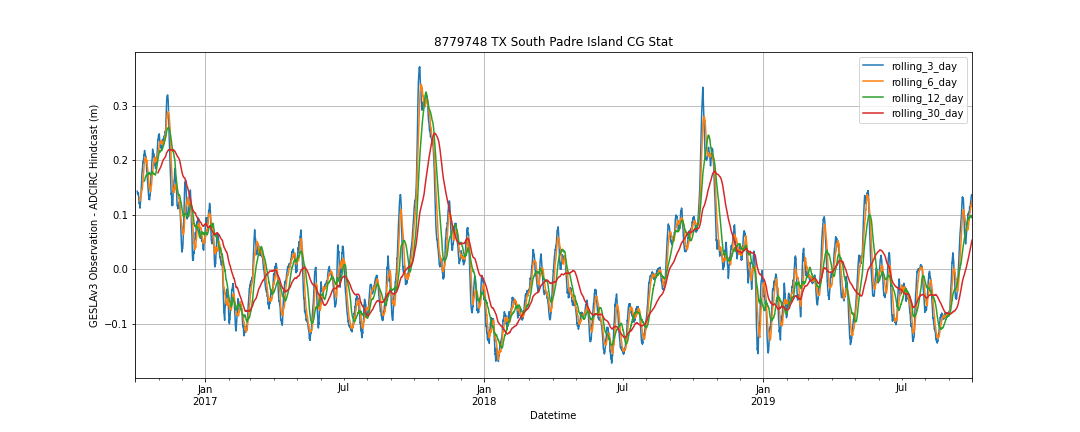 8779748 TX South Padre Island CG Stat
rolling_3_day
rolling_6_day
rolling_12_day
rolling_30_day
GESLAv3 Observation - ADCIRC Hindcast (m)
0.3
0.2
0.1
0.0
−0.1
Jan
2017
Jul
Jan
2018
Jul
Jan
2019
Jul
Datetime